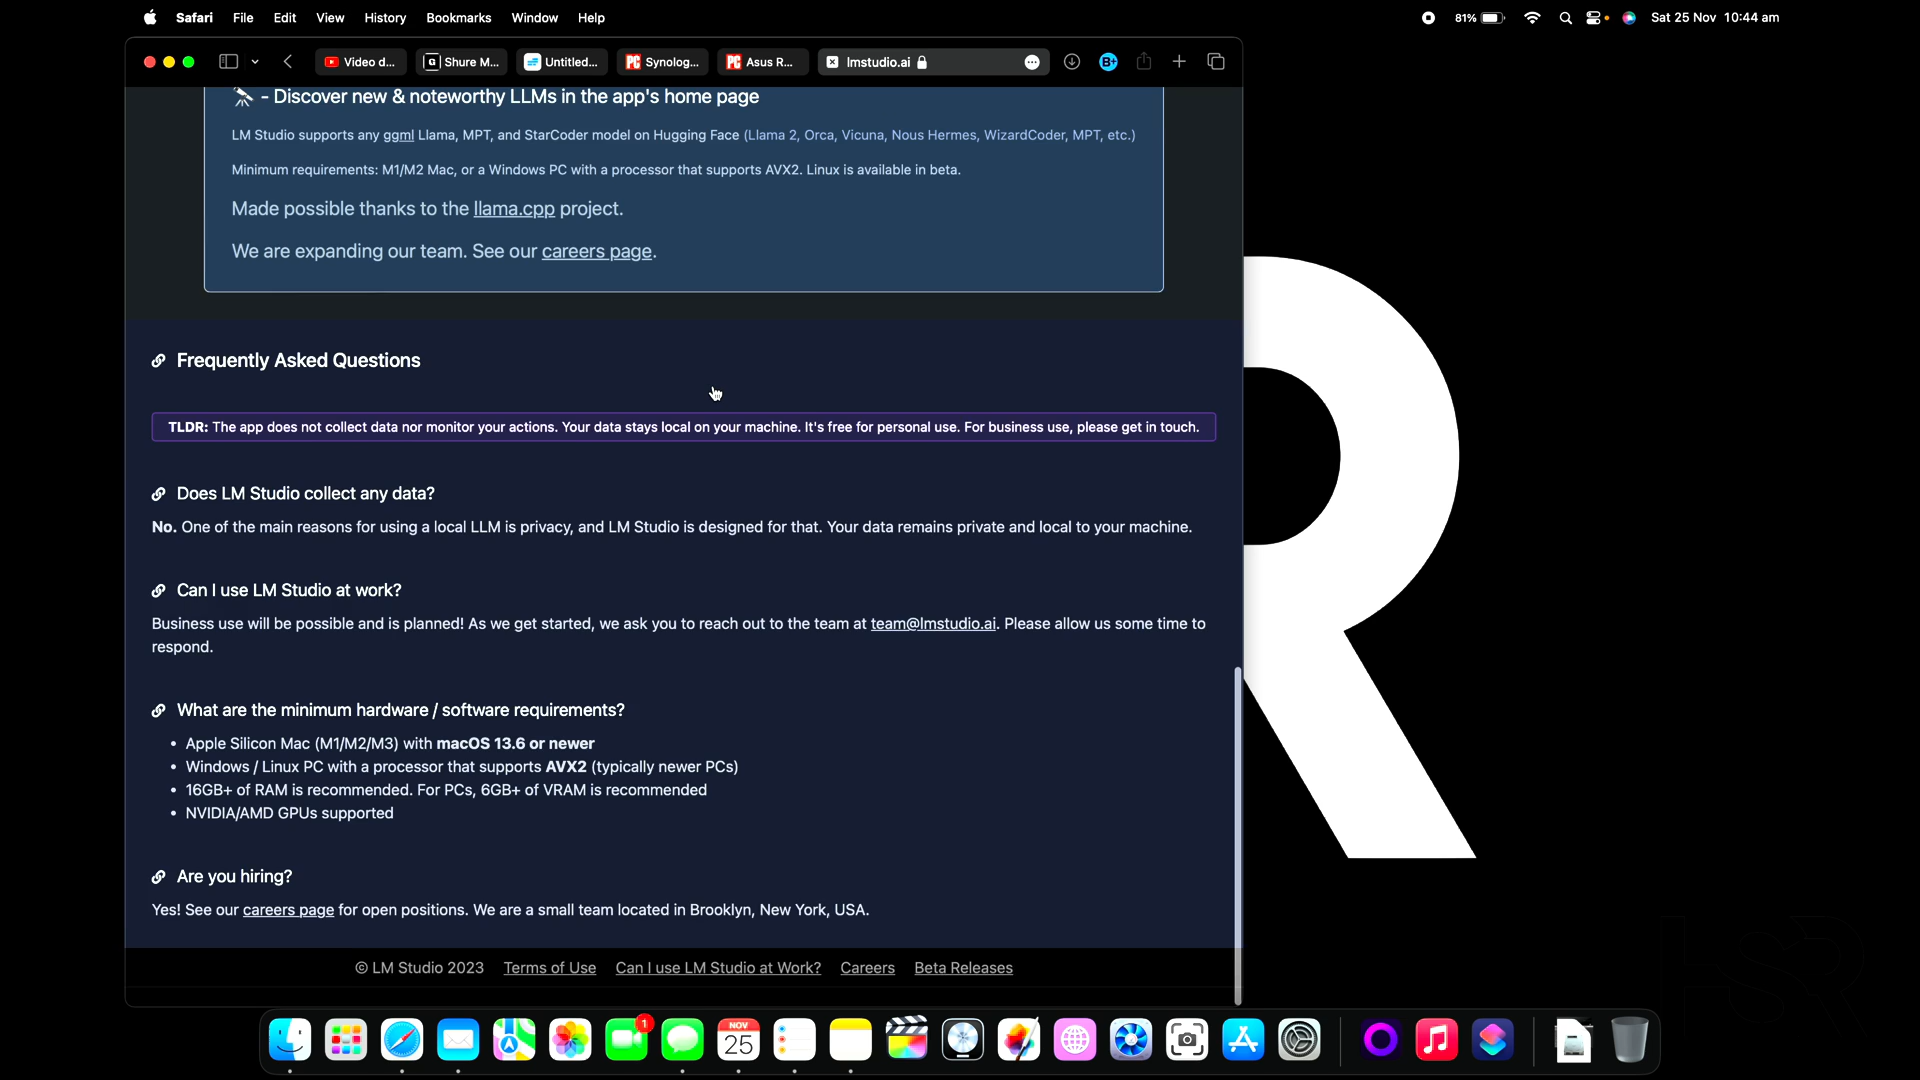 Safari File Edit View History Bookmarks Window Help
81% Sat 25 Nov 10:44 am
Video d... Shure M... Untitled... PC Synolog... PC Asus R... lmstudio.ai
- Discover new & noteworthy LLMs in the app's home page
LM Studio supports any ggml Llama, MPT, and StarCoder model on Hugging Face (Llama 2, Orca, Vicuna, Nous Hermes, WizardCoder, MPT, etc.)
Minimum requirements: M1/M2 Mac, or a Windows PC with a processor that supports AVX2. Linux is available in beta.
Made possible thanks to the llama.cpp project.
We are expanding our team. See our careers page.
Frequently Asked Questions
TLDR: The app does not collect data nor monitor your actions. Your data stays local on your machine. It's free for personal use. For business use, please get in touch.
Does LM Studio collect any data?
No. One of the main reasons for using a local LLM is privacy, and LM Studio is designed for that. Your data remains private and local to your machine.
Can I use LM Studio at work?
Business use will be possible and is planned! As we get started, we ask you to reach out to the team at team@lmstudio.ai. Please allow us some time to
respond.
What are the minimum hardware / software requirements?
• Apple Silicon Mac (M1/M2/M3) with macOS 13.6 or newer
• Windows / Linux PC with a processor that supports AVX2 (typically newer PCs)
• 16GB+ of RAM is recommended. For PCs, 6GB+ of VRAM is recommended
• NVIDIA/AMD GPUs supported
Are you hiring?
Yes! See our careers page for open positions. We are a small team located in Brooklyn, New York, USA.
© LM Studio 2023 Terms of Use Can I use LM Studio at Work? Careers Beta Releases
R
1
NOV
25